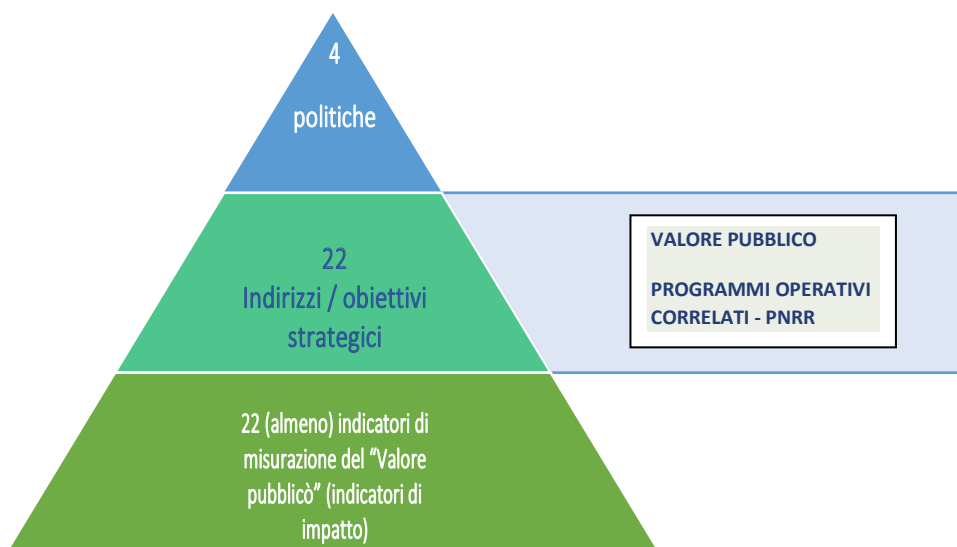 4
politiche
22
Indirizzi / obiettivi
strategici
VALORE PUBBLICO
PROGRAMMI OPERATIVI
CORRELATI - PNRR
22 (almeno) indicatori di
misurazione del “Valore
pubblicò” (indicatori di
impatto)